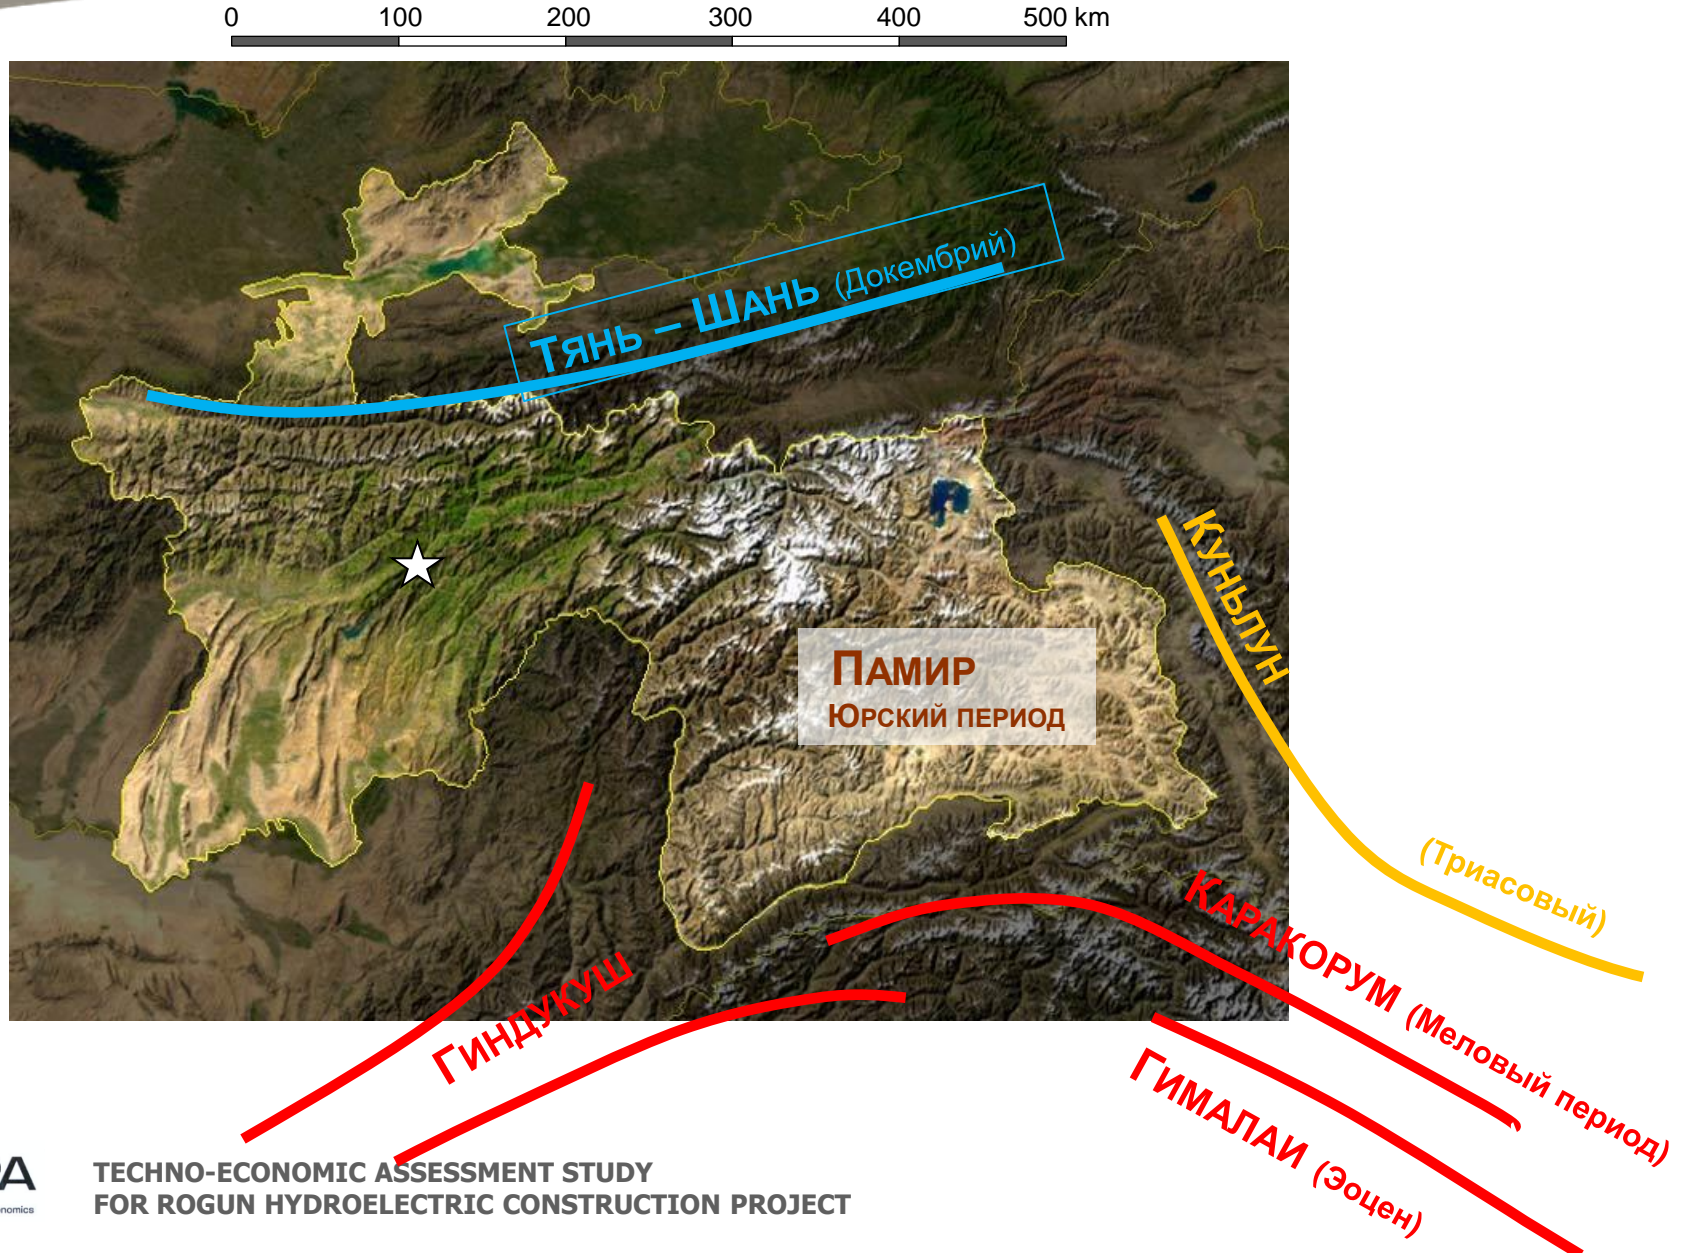 0 100 200 300 400 500 km
ТЯНЬ – ШАНЬ (Докембрий)
КУНЬЛУН
ПАМИР
ЮРСКИЙ ПЕРИОД
(Триасовый)
КАРАКОРУМ (Меловый период)
ГИНДУКУШ
ГИМАЛАИ (Эоцен)
TECHNO-ECONOMIC ASSESSMENT STUDY
FOR ROGUN HYDROELECTRIC CONSTRUCTION PROJECT